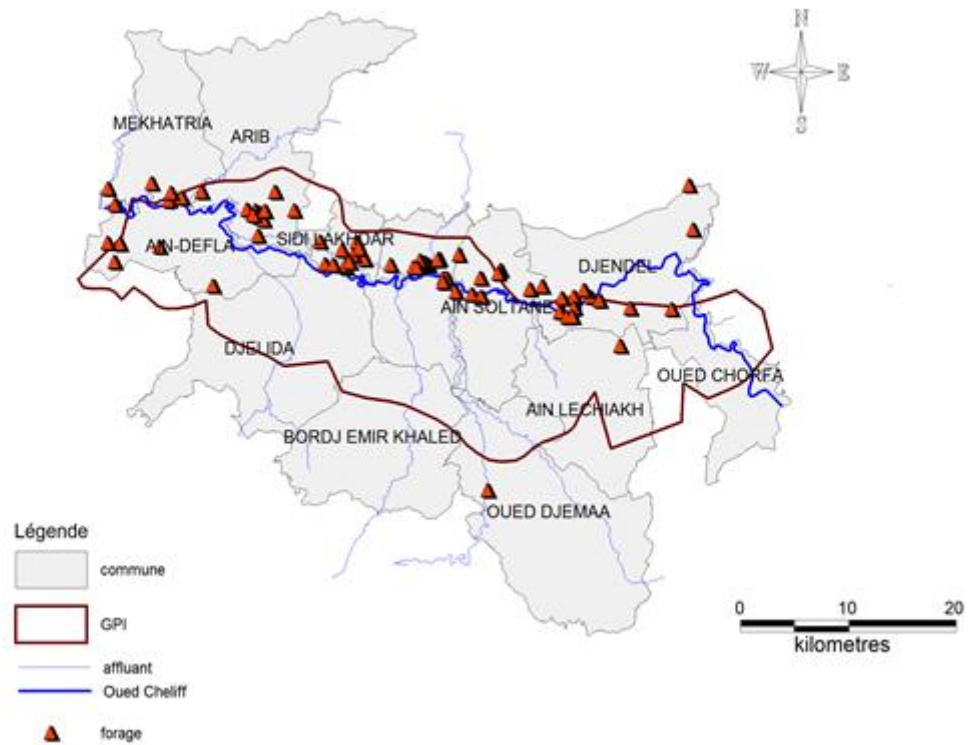 N
W E
S
MEKHATRIA
ARIB
SIDI LAKHDAR
AIN-DEFLA
DJENDEL
AIN SOLTANE
DJELIDA
OUED CHORFA
AIN LECHIAKH
BORDJ EMIR KHALED
OUED DJEMAA
Légende
commune
GPI
affluant
Oued Cheliff
forage
0 10 20
kilometres